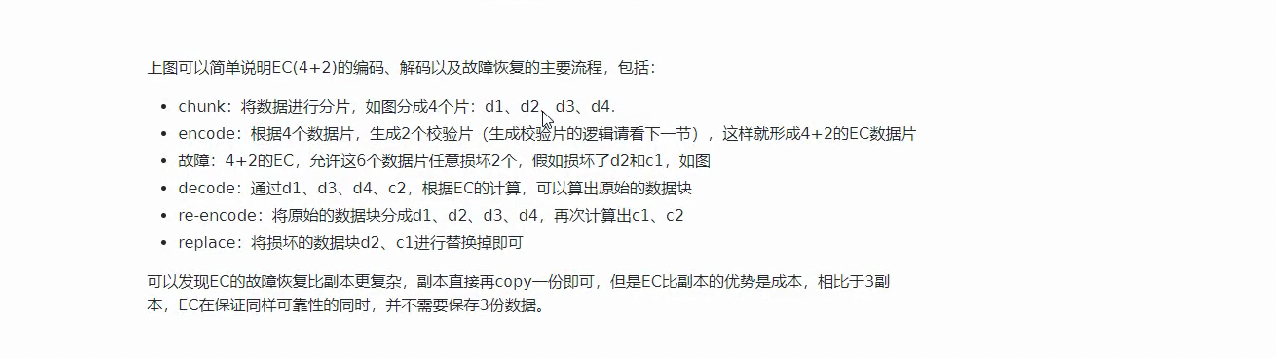 上图可以简单说明EC(4+2)的编码、解码以及故障恢复的主要流程，包括：
• chunk：将数据进行分片，如图分成4个片：d1、d2、d3、d4.
• encode：根据4个数据片，生成2个校验片（生成校验片的逻辑请看下一节），这样就形成4+2的EC数据片
• 故障：4+2的EC，允许这6个数据片任意损坏2个，假如损坏了d2和c1，如图
• decode：通过d1、d3、d4、c2，根据EC的计算，可以算出原始的数据块
• re-encode：将原始的数据块分成d1、d2、d3、d4，再次计算出c1、c2
• replace：将损坏的数据块d2、c1进行替换掉即可
可以发现EC的故障恢复比副本更复杂，副本直接再copy一份即可，但是EC比副本的优势是成本，相比于3副
本，EC在保证同样可靠性的同时，并不需要保存3份数据。